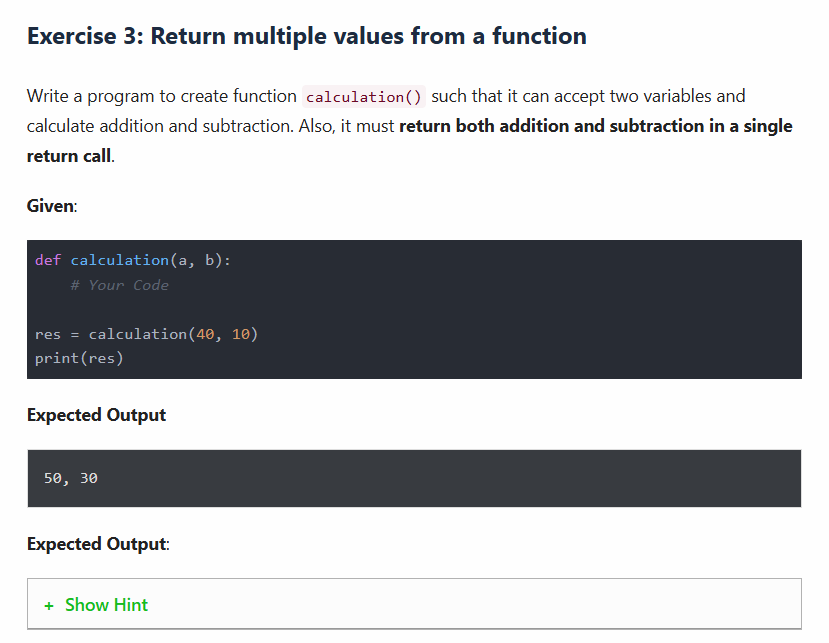 Exercise 3: Return multiple values from a function
Write a program to create function calculation() such that it can accept two variables and
calculate addition and subtraction. Also, it must return both addition and subtraction in a single
return call.
Given:
def calculation(a, b):
    # Your Code
res = calculation(40, 10)
print(res)
Expected Output
50, 30
Expected Output:
+ Show Hint